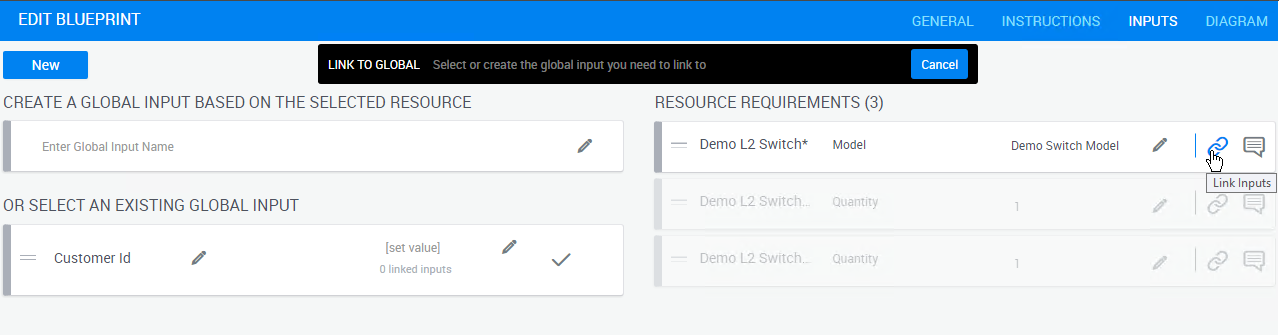 EDIT BLUEPRINT
GENERAL INSTRUCTIONS INPUTS DIAGRAM
New
LINK TO GLOBAL Select or create the global input you need to link to Cancel
CREATE A GLOBAL INPUT BASED ON THE SELECTED RESOURCE
Enter Global Input Name
OR SELECT AN EXISTING GLOBAL INPUT
Customer Id
[set value]
0 linked inputs
RESOURCE REQUIREMENTS (3)
Demo L2 Switch* Model Demo Switch Model
Link Inputs
Demo L2 Switch... Quantity 1
Demo L2 Switch... Quantity 1